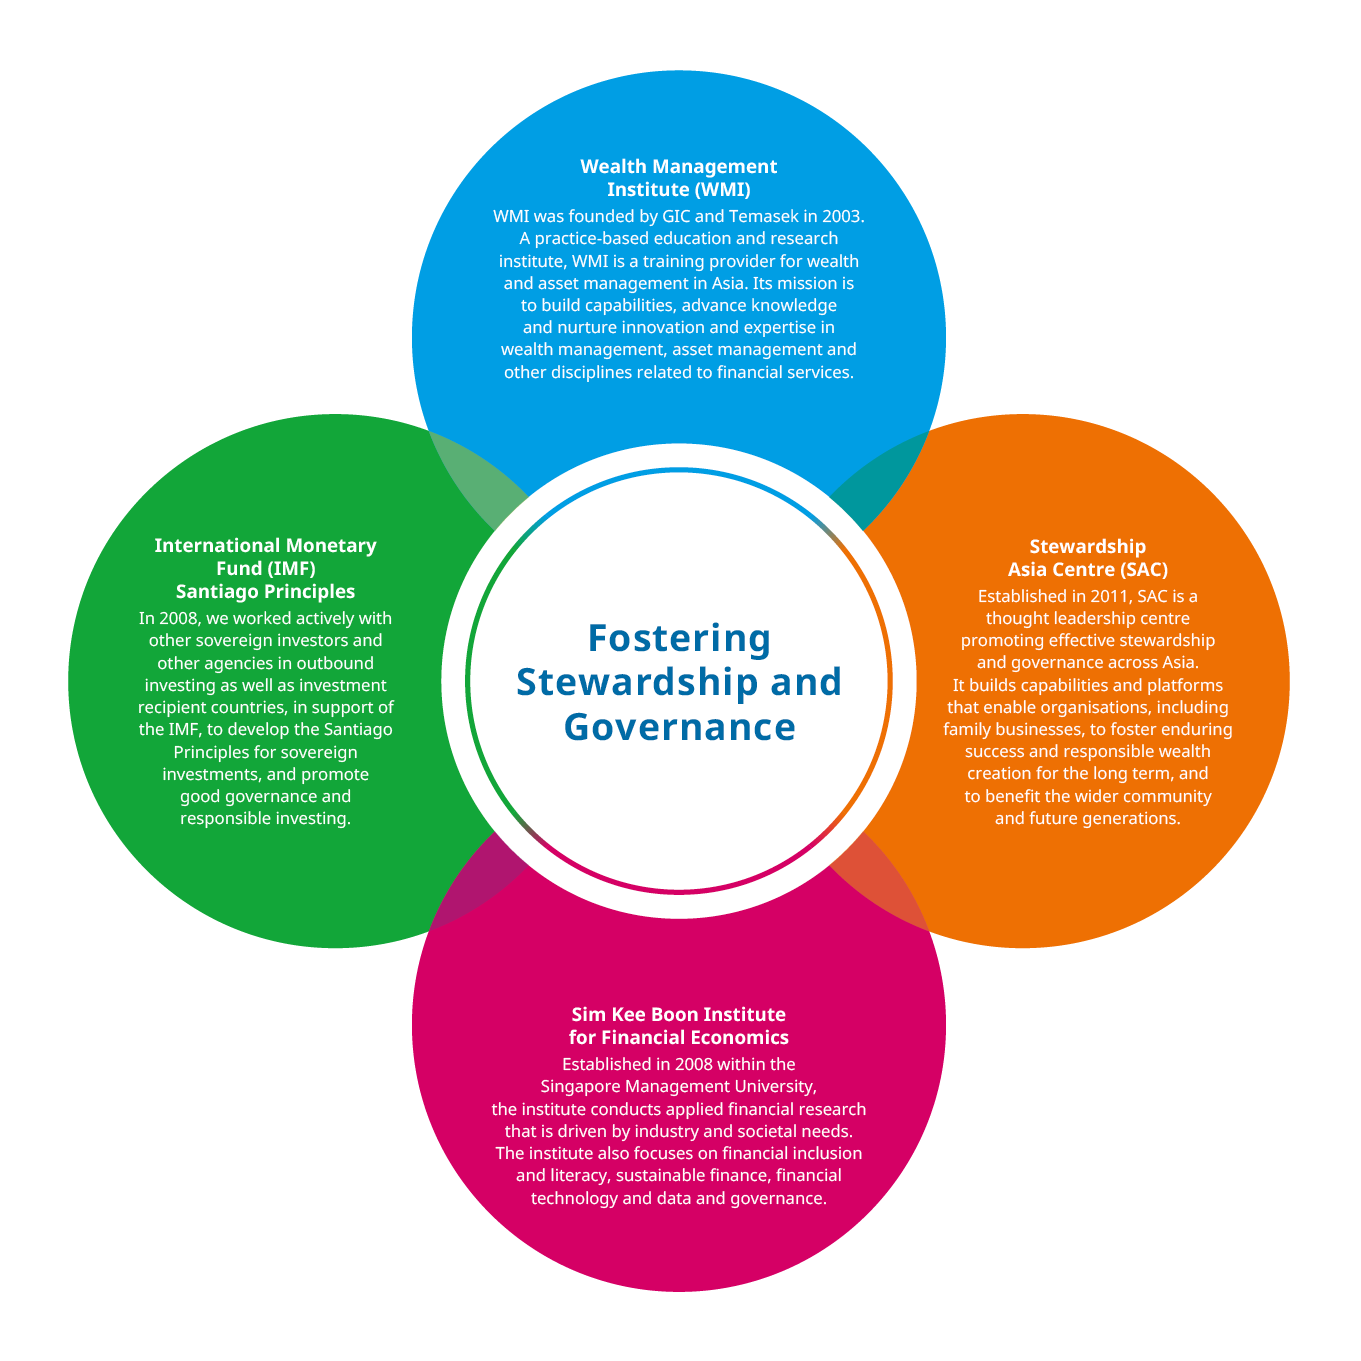 Wealth Management
Institute (WMI)
WMI was founded by GIC and Temasek in 2003.
A practice-based education and research
institute, WMI is a training provider for wealth
and asset management in Asia. Its mission is
to build capabilities, advance knowledge
and nurture innovation and expertise in
wealth management, asset management and
other disciplines related to financial services.
International Monetary
Fund (IMF)
Santiago Principles
In 2008, we worked actively with
other sovereign investors and
other agencies in outbound
investing as well as investment
recipient countries, in support of
the IMF, to develop the Santiago
Principles for sovereign
investments, and promote
good governance and
responsible investing.
Fostering
Stewardship and
Governance
Stewardship
Asia Centre (SAC)
Established in 2011, SAC is a
thought leadership centre
promoting effective stewardship
and governance across Asia.
It builds capabilities and platforms
that enable organisations, including
family businesses, to foster enduring
success and responsible wealth
creation for the long term, and
to benefit the wider community
and future generations.
Sim Kee Boon Institute
for Financial Economics
Established in 2008 within the
Singapore Management University,
the institute conducts applied financial research
that is driven by industry and societal needs.
The institute also focuses on financial inclusion
and literacy, sustainable finance, financial
technology and data and governance.